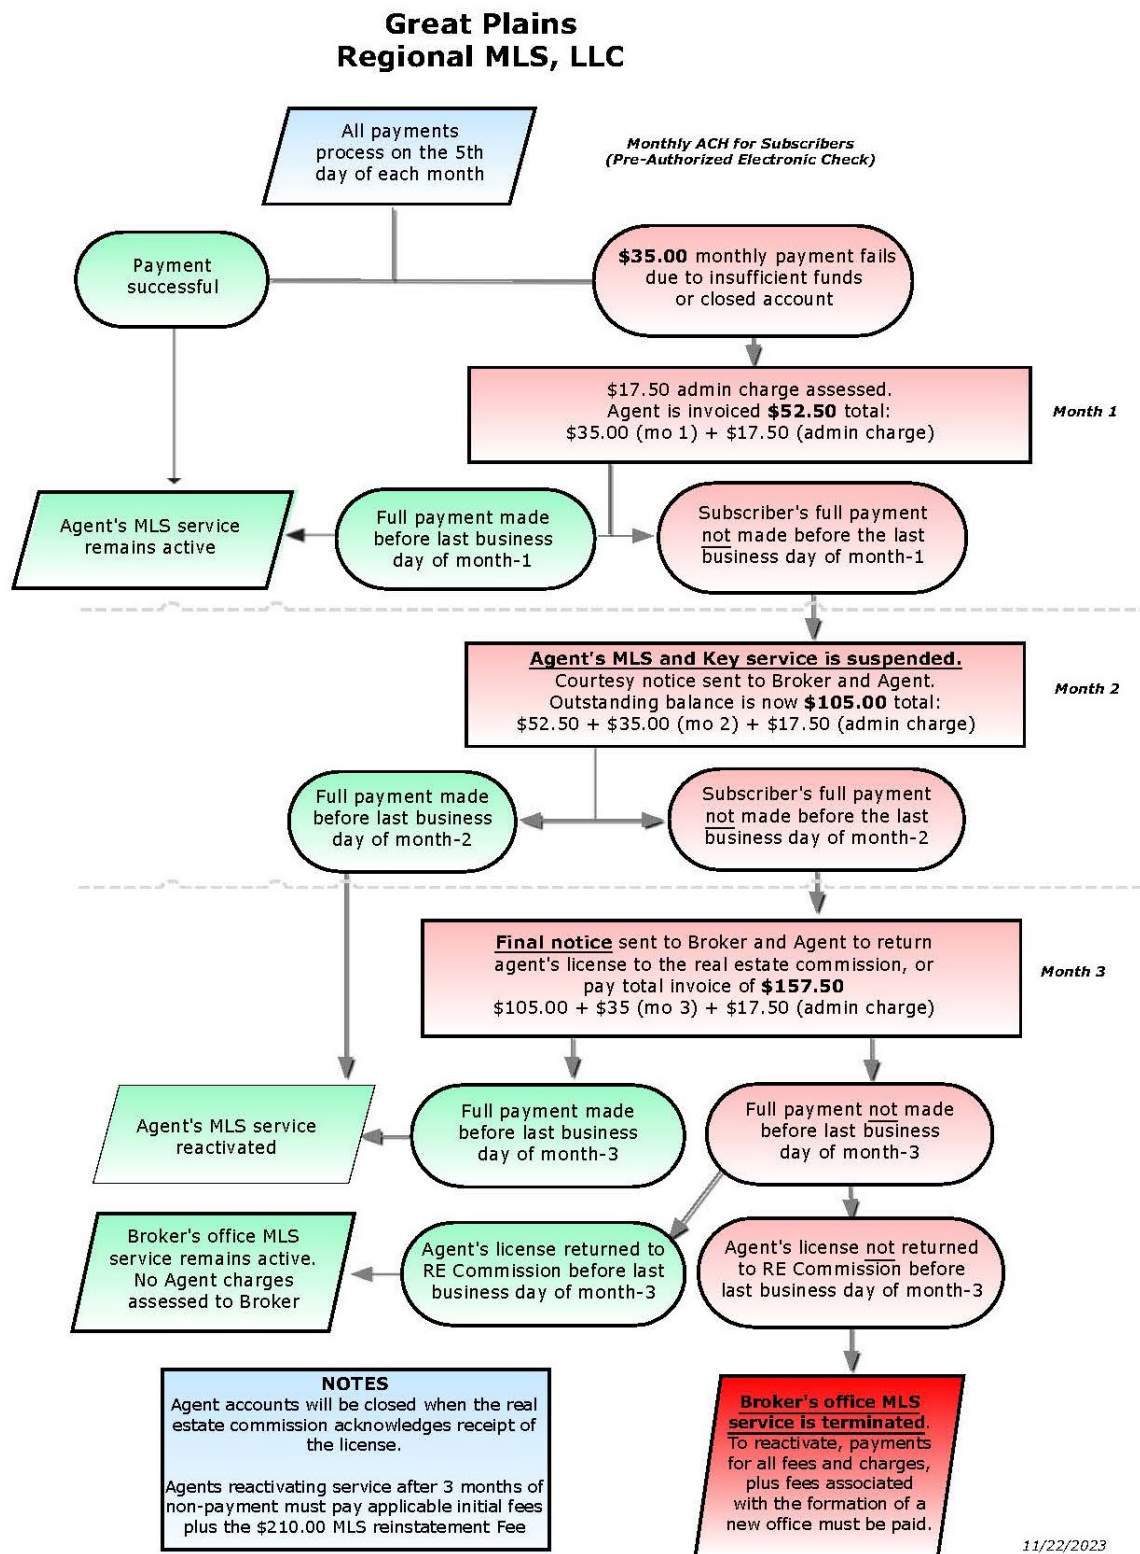 Great Plains
Regional MLS, LLC
All payments
process on the 5th
day of each month
Monthly ACH for Subscribers
(Pre-Authorized Electronic Check)
Payment
successful
$35.00 monthly payment fails
due to insufficient funds
or closed account
$17.50 admin charge assessed.
Agent is invoiced $52.50 total:
$35.00 (mo 1) + $17.50 (admin charge)
Month 1
Agent's MLS service
remains active
Full payment made
before last business
day of month-1
Subscriber's full payment
not made before the last
business day of month-1
Agent's MLS and Key service is suspended.
Courtesy notice sent to Broker and Agent.
Outstanding balance is now $105.00 total:
$52.50 + $35.00 (mo 2) + $17.50 (admin charge)
Month 2
Full payment made
before last business
day of month-2
Subscriber's full payment
not made before the last
business day of month-2
Final notice sent to Broker and Agent to return
agent's license to the real estate commission, or
pay total invoice of $157.50
$105.00 + $35 (mo 3) + $17.50 (admin charge)
Month 3
Agent's MLS service
reactivated
Full payment made
before last business
day of month-3
Full payment not made
before last business
day of month-3
Broker's office MLS
service remains active.
No Agent charges
assessed to Broker
Agent's license returned to
RE Commission before last
business day of month-3
Agent's license not returned
to RE Commission before
last business day of month-3
NOTES
Agent accounts will be closed when the real
estate commission acknowledges receipt of
the license.
Agents reactivating service after 3 months of
non-payment must pay applicable initial fees
plus the $210.00 MLS reinstatement Fee
Broker's office MLS
service is terminated.
To reactivate, payments
for all fees and charges,
plus fees associated
with the formation of a
new office must be paid.
11/22/2023